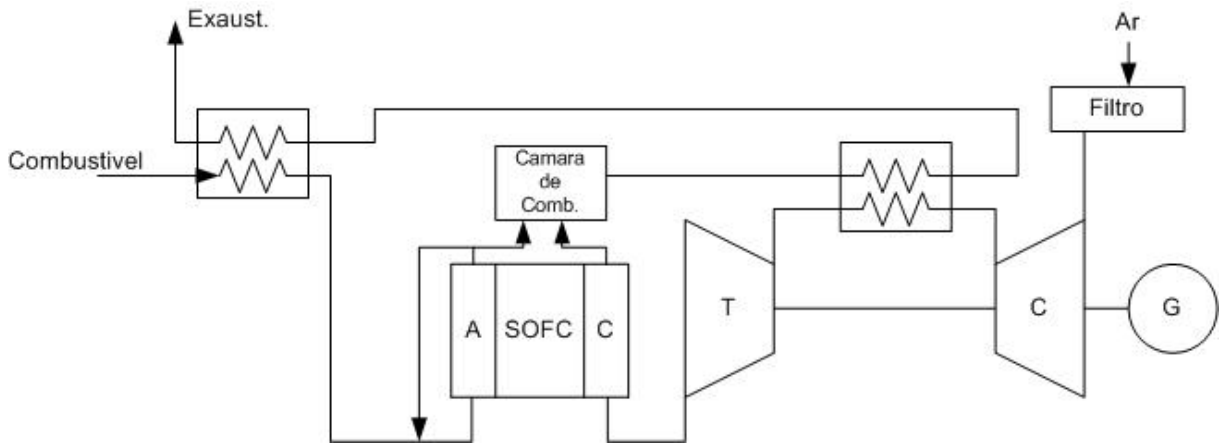 Exaust.
Ar
Filtro
Combustivel
Camara
de
Comb.
A
SOFC
C
T
C
G